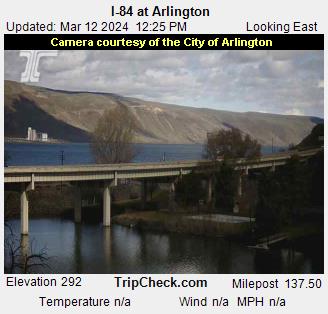 I-84 at Arlington
Updated: Mar 12 2024 12:25 PM Looking East
Camera courtesy of the City of Arlington
Elevation 292 TripCheck.com Milepost 137.50
Temperature n/a Wind n/a MPH n/a